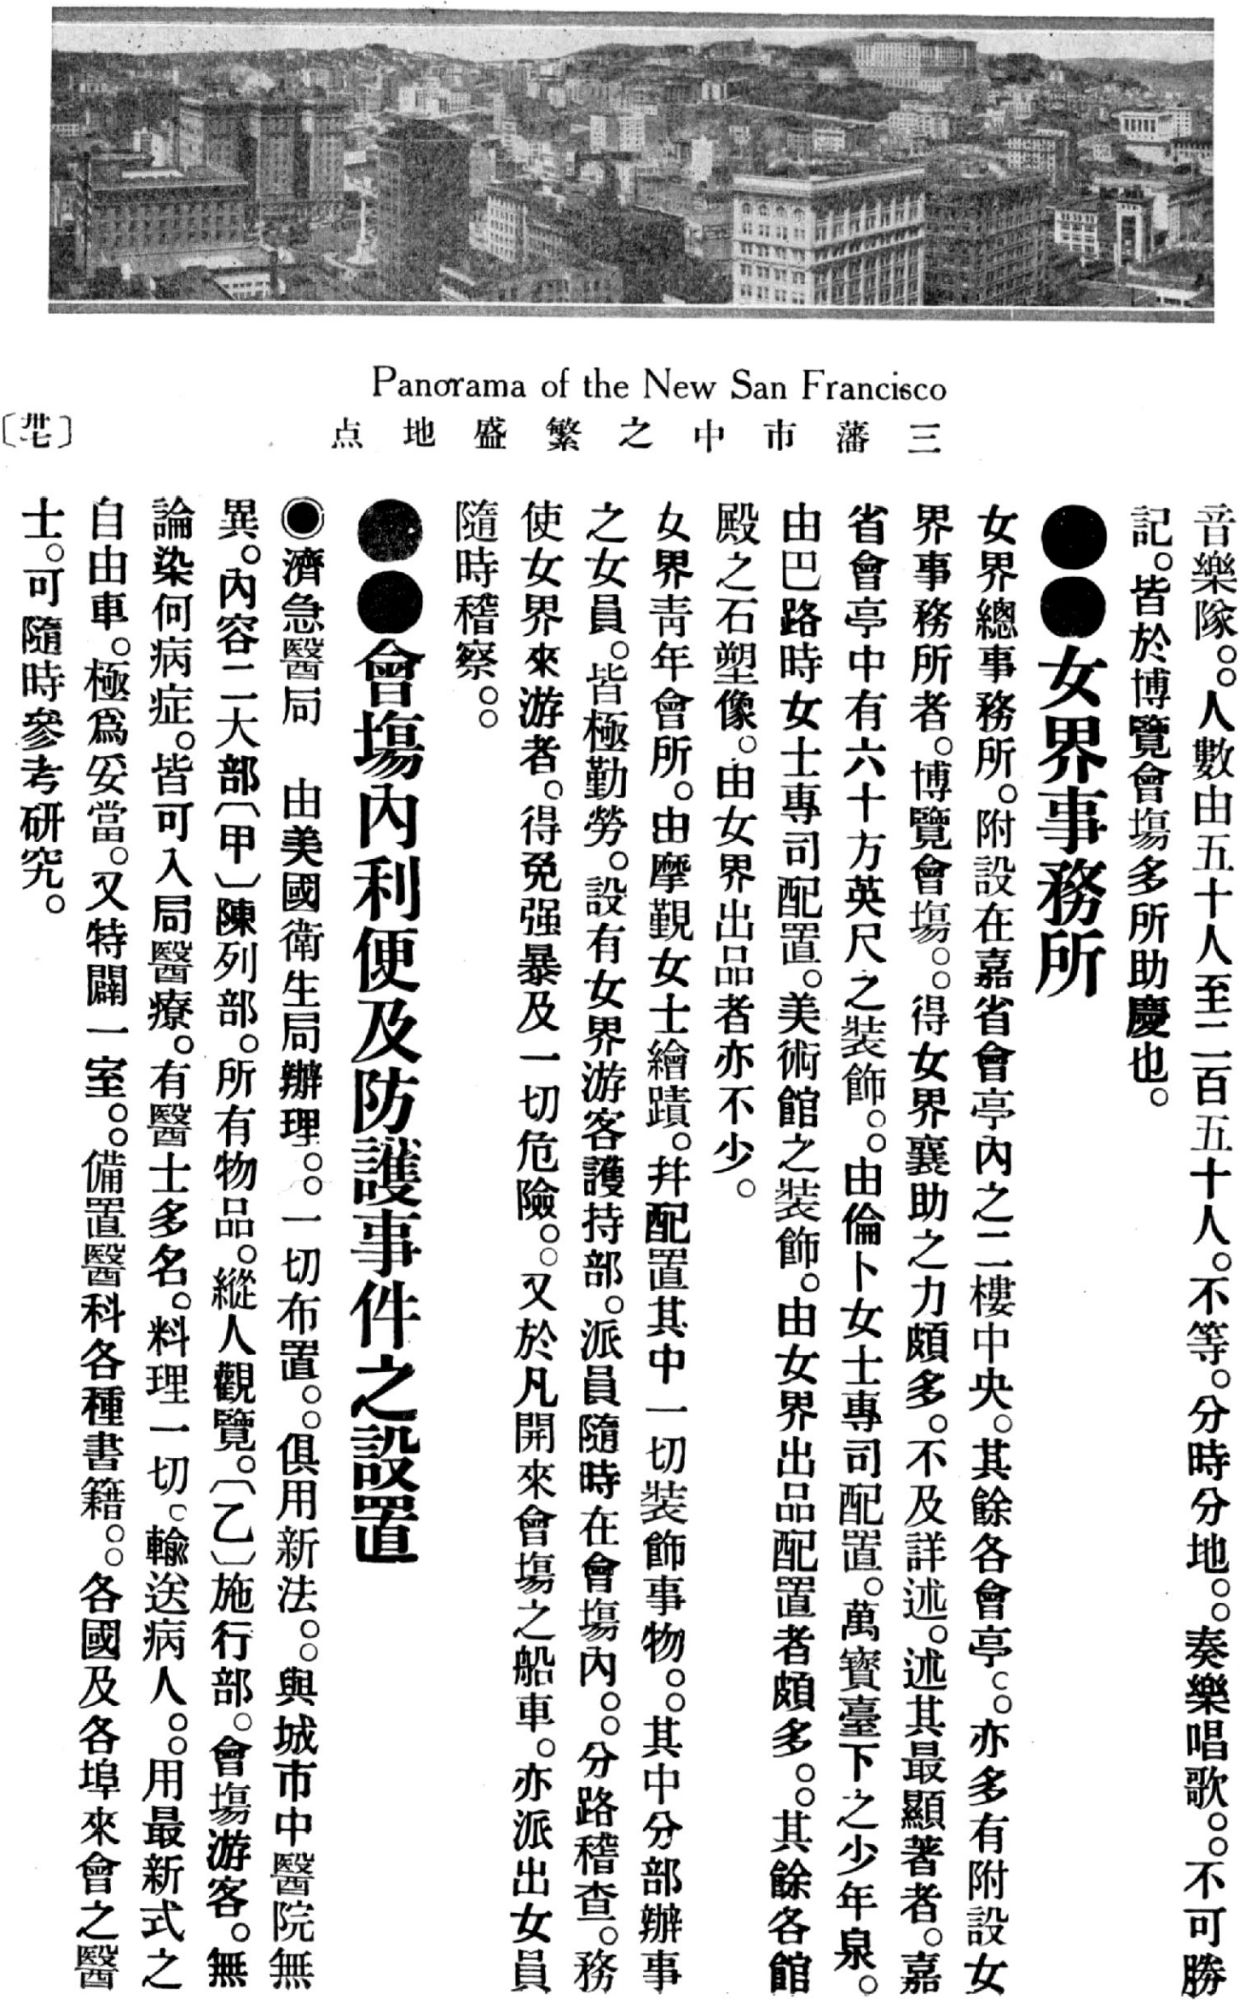 Panorama of the New San Francisco
三藩市中之繁盛地点
〔卅七〕
音樂隊。。人數由五十人至二百五十人。不等。分時分地。。奏樂唱歌。。不可勝
記。皆於博覽會塲多所助慶也。
●●女界事務所
女界總事務所。附設在嘉省會亭內之二樓中央。其餘各會亭。。亦多有附設女
界事務所者。博覽會塲。。得女界襄助之力頗多。不及詳述。述其最顯著者。嘉
省會亭中有六十方英尺之裝飾。。由倫卜女士專司配置。萬寶臺下之少年泉。
由巴路時女士專司配置。美術館之裝飾。由女界出品配置者頗多。。其餘各館
殿之石塑像。由女界出品者亦不少。
女界靑年會所。由摩覲女士繪蹟。幷配置其中一切裝飾事物。。其中分部辦事
之女員。皆極勤勞。設有女界游客護持部。派員隨時在會塲內。。分路稽查。務
使女界來游者。得免强暴及一切危險。。又於凡開來會塲之船車。亦派出女員
隨時稽察。。
●●會塲內利便及防護事件之設置
◉濟急醫局　由美國衛生局辦理。。一切布置。。俱用新法。。與城市中醫院無
異。內容二大部〔甲〕陳列部。所有物品。縱人觀覽。〔乙〕施行部。會塲游客。無
論染何病症。皆可入局醫療。有醫士多名。料理一切。輸送病人。。用最新式之
自由車。極爲妥當。又特闢一室。。備置醫科各種書籍。。各國及各埠來會之醫
士。可隨時參考研究。